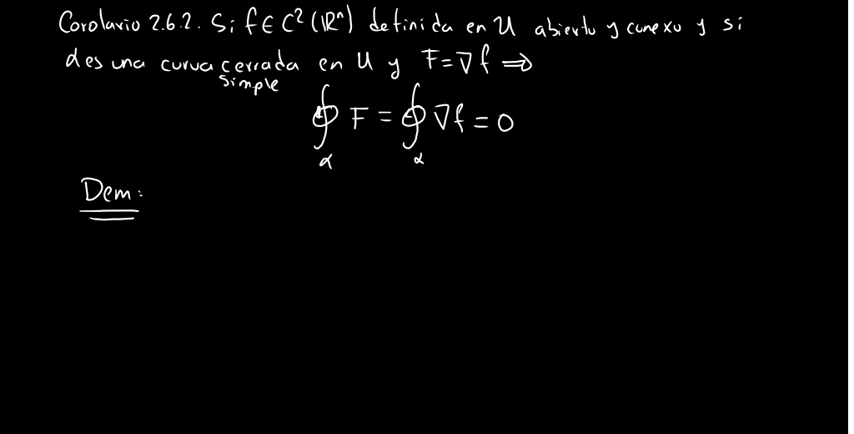 Corolario 2.6.2. Si f ∈ C²(ℝⁿ) definida en U abierto y conexo y si
α es una curva cerrada en U y F = ∇f ⇒
simple
∮ F = ∮ ∇f = 0
α α
Dem: